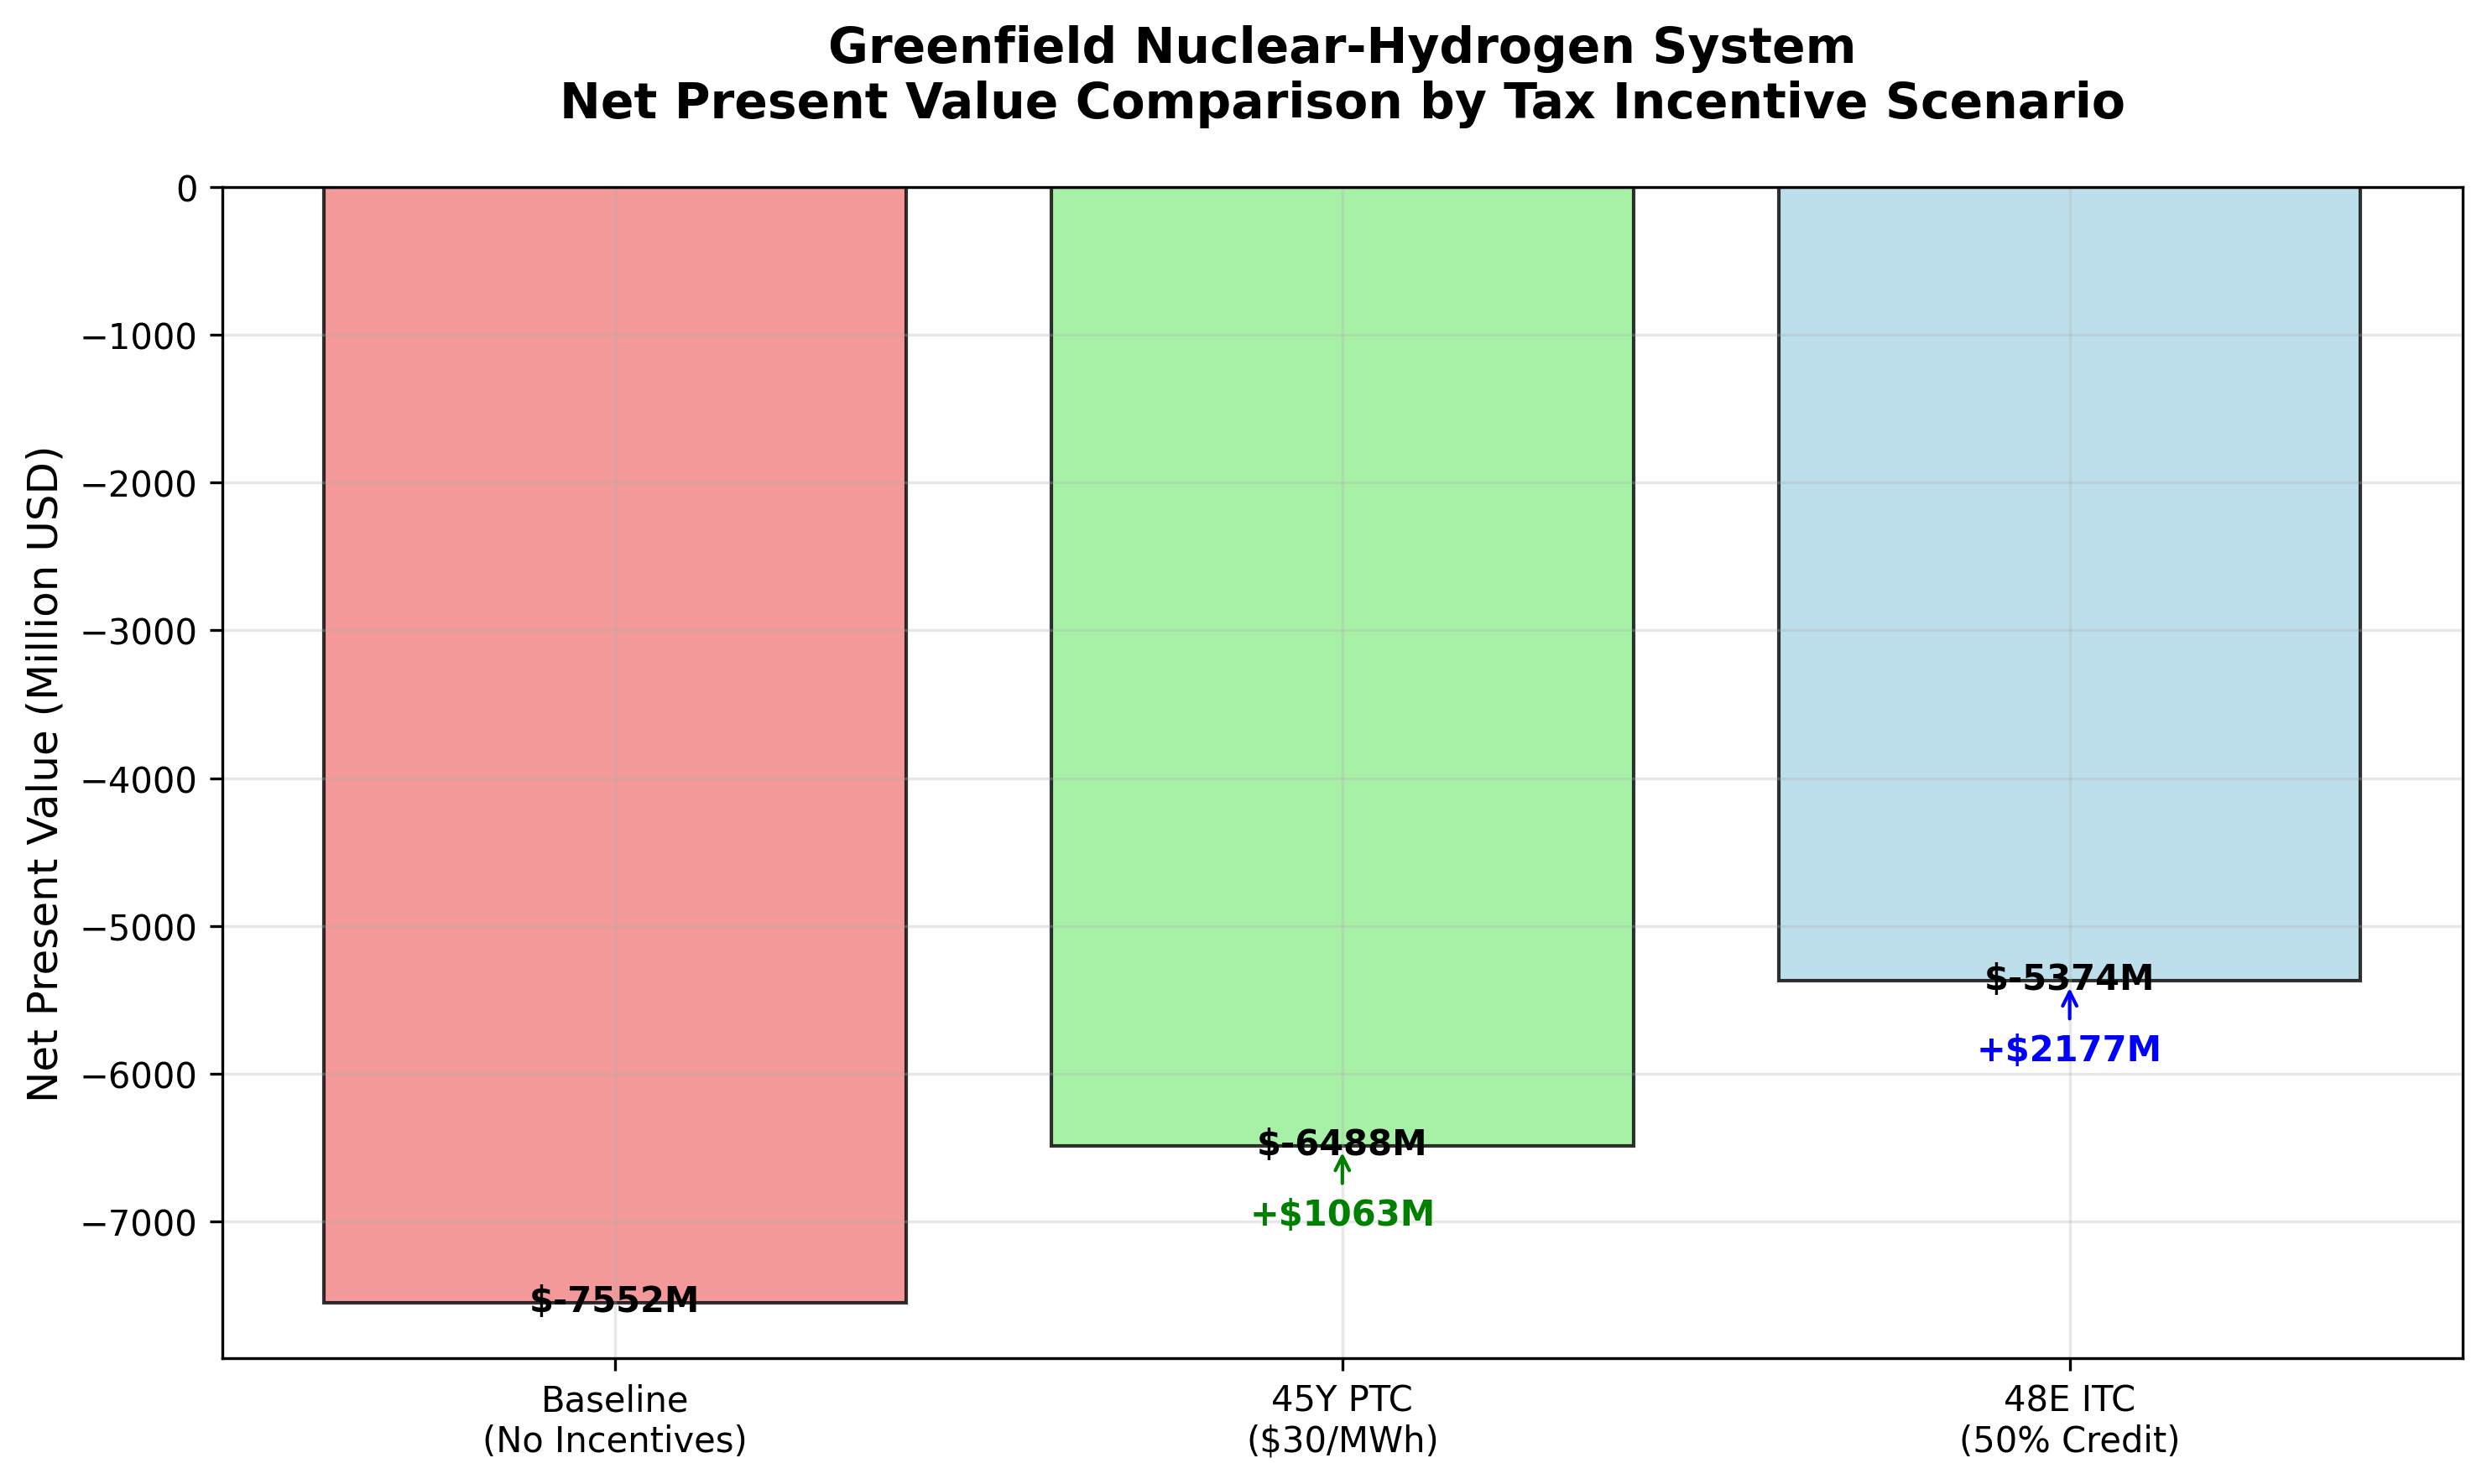 Greenfield Nuclear-Hydrogen System
Net Present Value Comparison by Tax Incentive Scenario
Net Present Value (Million USD)
0
−1000
−2000
−3000
−4000
−5000
−6000
−7000
$-7552M
$-6488M
+$1063M
$-5374M
+$2177M
Baseline
(No Incentives)
45Y PTC
($30/MWh)
48E ITC
(50% Credit)